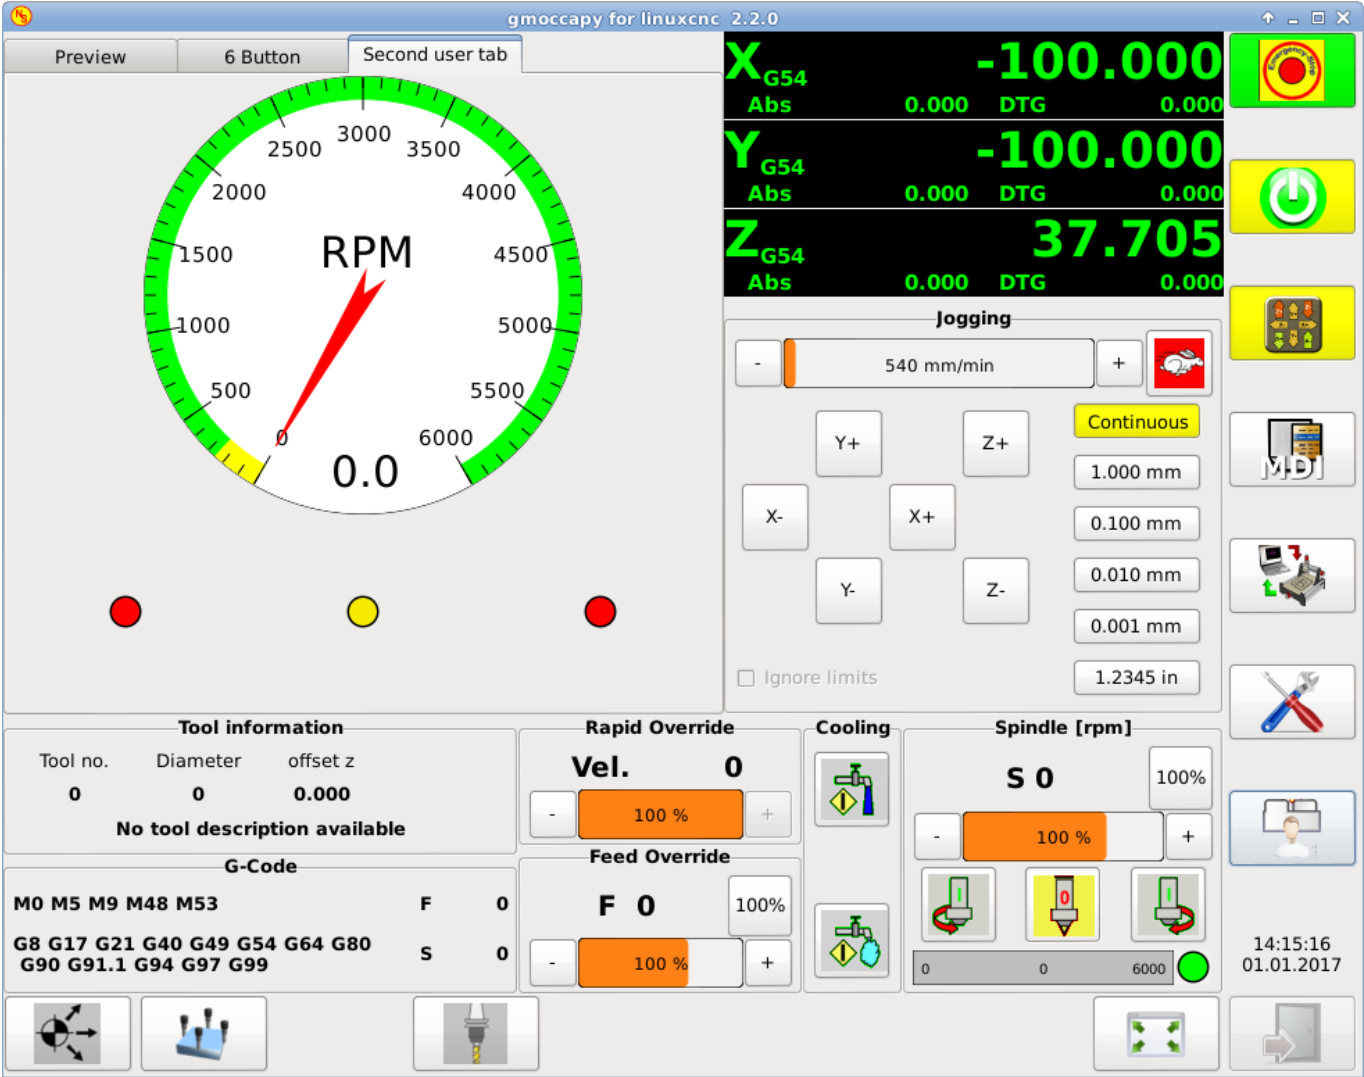 gmoccapy for linuxcnc 2.2.0
Preview 6 Button Second user tab
X G54 -100.000
Abs 0.000 DTG 0.000
Y G54 -100.000
Abs 0.000 DTG 0.000
Z G54 37.705
Abs 0.000 DTG 0.000
Emergency-Stop
3000
2500 3500
2000 4000
RPM
1500 4500
1000 5000
500 5500
0 6000
0.0
Jogging
- 540 mm/min +
Continuous
Y+ Z+
1.000 mm
X- X+
0.100 mm
0.010 mm
Y- Z-
0.001 mm
Ignore limits 1.2345 in
MDI
Tool information
Tool no. Diameter offset z
0 0 0.000
No tool description available
G-Code
M0 M5 M9 M48 M53 F 0
G8 G17 G21 G40 G49 G54 G64 G80 S 0
G90 G91.1 G94 G97 G99
Rapid Override
Vel. 0
- 100 % +
Feed Override
F 0 100%
- 100 % +
Cooling
Spindle [rpm]
S 0 100%
- 100 % +
I 0 I
0 0 6000
14:15:16
01.01.2017